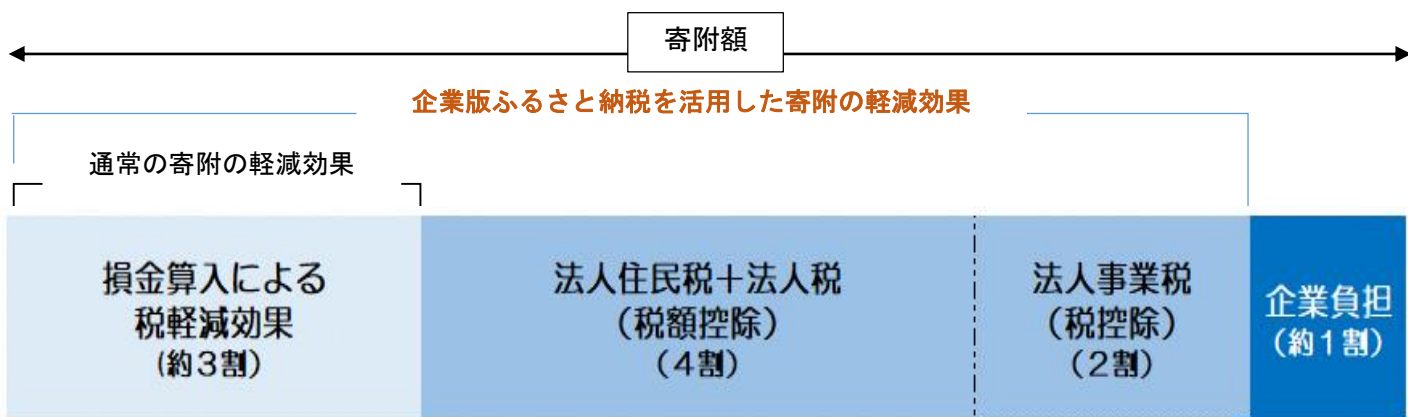 寄附額
企業版ふるさと納税を活用した寄附の軽減効果
通常の寄附の軽減効果
損金算入による
税軽減効果
(約3割)
法人住民税＋法人税
(税額控除)
(4割)
法人事業税
(税控除)
(2割)
企業負担
(約1割)